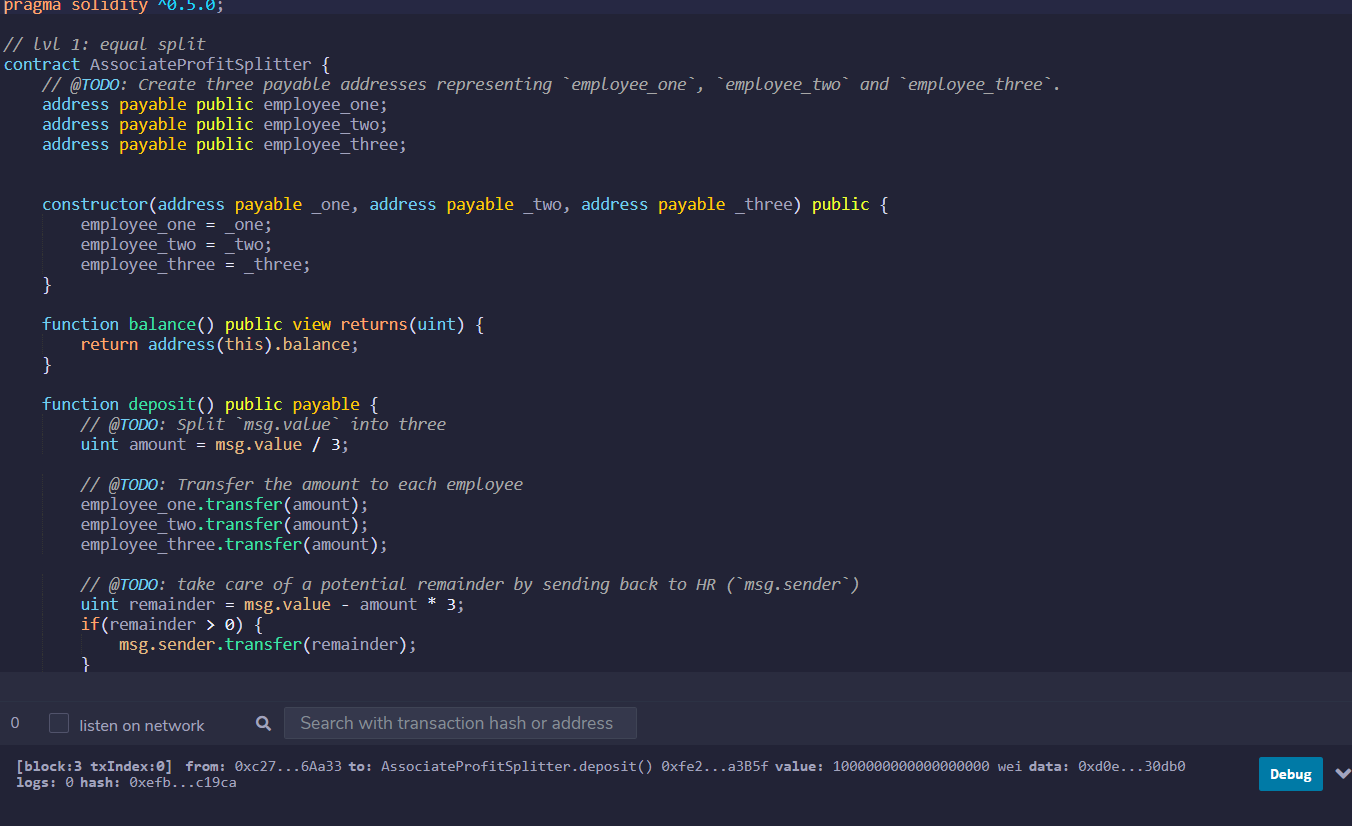 pragma solidity ^0.5.0;
// lvl 1: equal split
contract AssociateProfitSplitter {
    // @TODO: Create three payable addresses representing `employee_one`, `employee_two` and `employee_three`.
    address payable public employee_one;
    address payable public employee_two;
    address payable public employee_three;
    constructor(address payable _one, address payable _two, address payable _three) public {
        employee_one = _one;
        employee_two = _two;
        employee_three = _three;
    }
    function balance() public view returns(uint) {
        return address(this).balance;
    }
    function deposit() public payable {
        // @TODO: Split `msg.value` into three
        uint amount = msg.value / 3;
        // @TODO: Transfer the amount to each employee
        employee_one.transfer(amount);
        employee_two.transfer(amount);
        employee_three.transfer(amount);
        // @TODO: take care of a potential remainder by sending back to HR (`msg.sender`)
        uint remainder = msg.value - amount * 3;
        if(remainder > 0) {
            msg.sender.transfer(remainder);
        }
0 listen on network Search with transaction hash or address
[block:3 txIndex:0] from: 0xc27...6Aa33 to: AssociateProfitSplitter.deposit() 0xfe2...a3B5f value: 1000000000000000000 wei data: 0xd0e...30db0
logs: 0 hash: 0xefb...c19ca
Debug